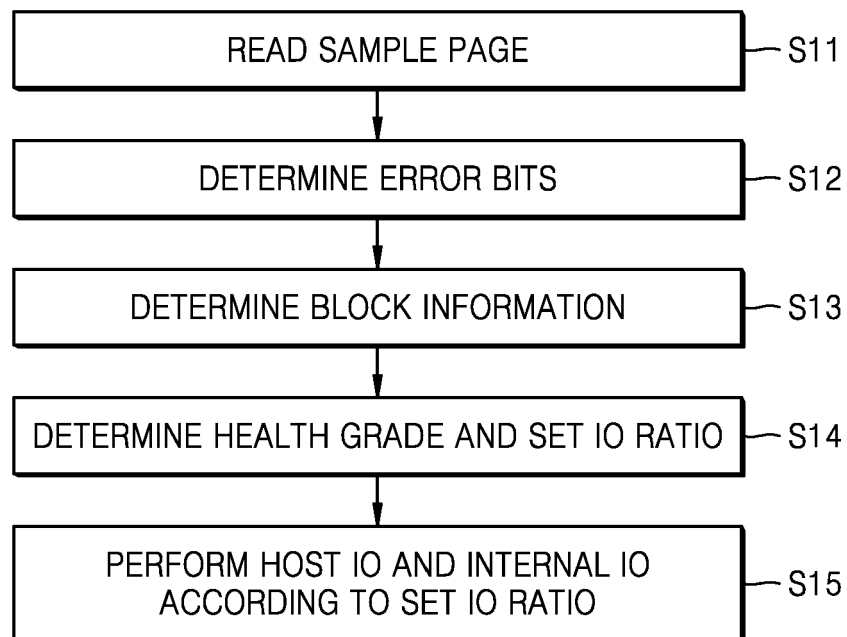 READ SAMPLE PAGE
S11
DETERMINE ERROR BITS
S12
DETERMINE BLOCK INFORMATION
S13
DETERMINE HEALTH GRADE AND SET IO RATIO
S14
PERFORM HOST IO AND INTERNAL IO
ACCORDING TO SET IO RATIO
S15